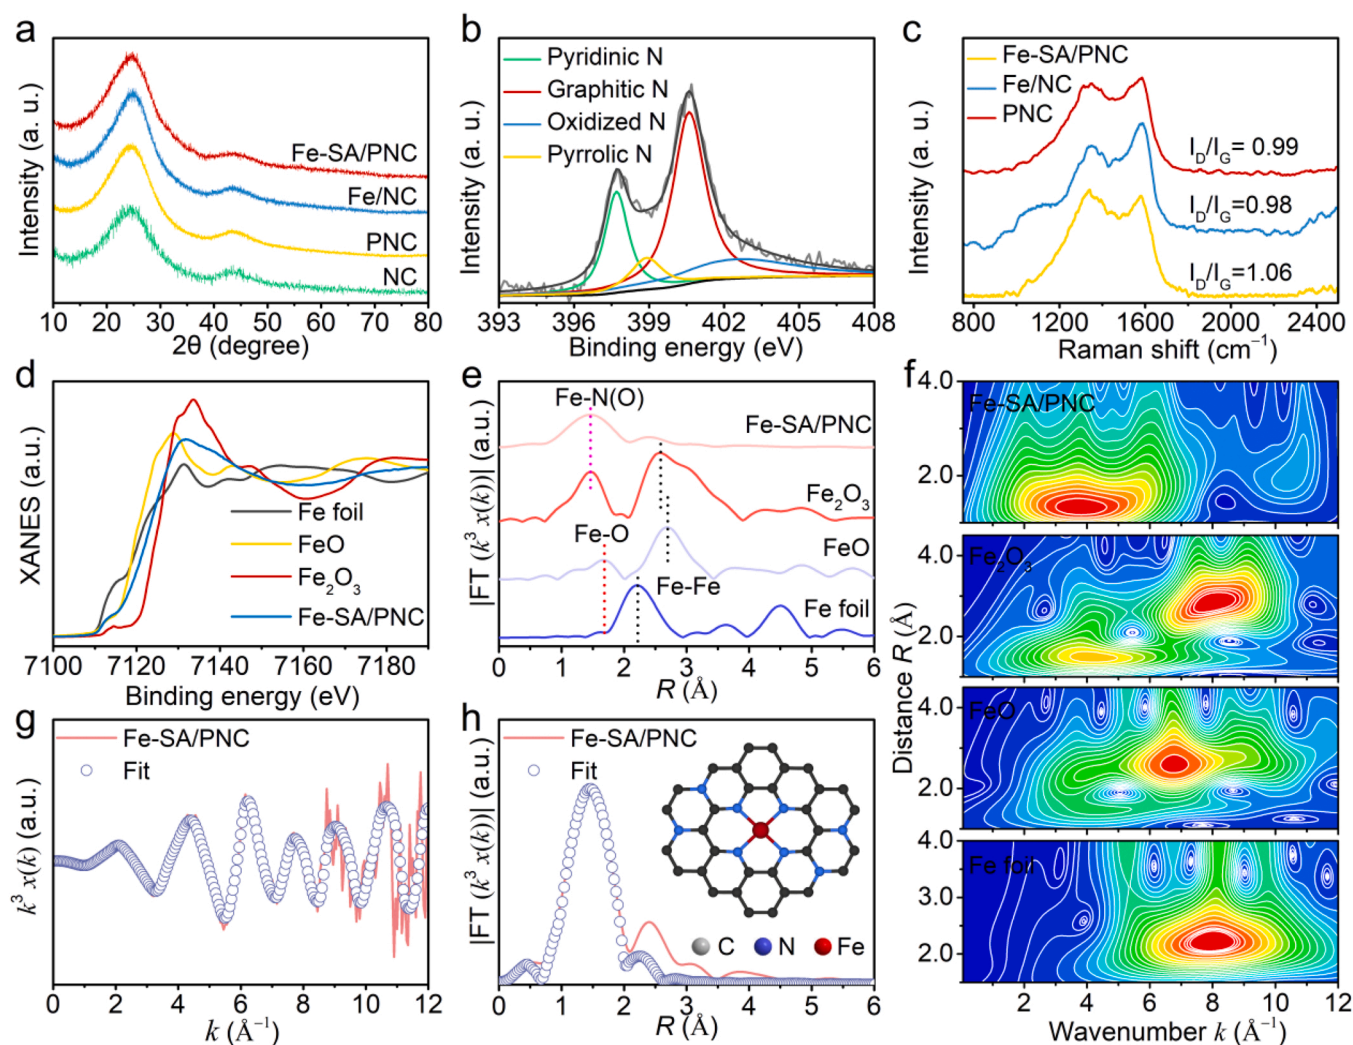 a
Intensity (a. u.)
Fe-SA/PNC
Fe/NC
PNC
NC
10 20 30 40 50 60 70 80
2θ (degree)
b
Intensity (a. u.)
Pyridinic N
Graphitic N
Oxidized N
Pyrrolic N
393 396 399 402 405 408
Binding energy (eV)
c
Intensity (a. u.)
Fe-SA/PNC
Fe/NC
PNC
I_D/I_G= 0.99
I_D/I_G=0.98
I_D/I_G=1.06
800 1200 1600 2000 2400
Raman shift (cm⁻¹)
d
XANES (a.u.)
Fe foil
FeO
Fe₂O₃
Fe-SA/PNC
7100 7120 7140 7160 7180
Binding energy (eV)
e
|FT (k³ x(k))| (a.u.)
Fe-N(O)
Fe-SA/PNC
Fe₂O₃
Fe-O
FeO
Fe-Fe
Fe foil
0 1 2 3 4 5 6
R (Å)
f
Distance R (Å)
4.0
Fe-SA/PNC
2.0
4.0
Fe₂O₃
2.0
4.0
FeO
2.0
4.0
Fe foil
3.0
2.0
2 4 6 8 10 12
Wavenumber k (Å⁻¹)
g
k³ x(k) (a.u.)
Fe-SA/PNC
Fit
0 2 4 6 8 10 12
k (Å⁻¹)
h
|FT (k³ x(k))| (a.u.)
Fe-SA/PNC
Fit
C N Fe
0 1 2 3 4 5 6
R (Å)